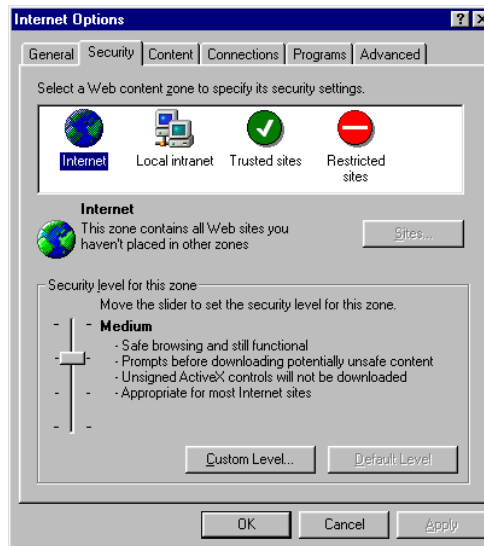 Internet Options
General Security Content Connections Programs Advanced
Select a Web content zone to specify its security settings.
Internet Local intranet Trusted sites Restricted
sites
Internet
This zone contains all Web sites you
haven't placed in other zones
Sites...
Security level for this zone
Move the slider to set the security level for this zone.
Medium
- Safe browsing and still functional
- Prompts before downloading potentially unsafe content
- Unsigned ActiveX controls will not be downloaded
- Appropriate for most Internet sites
Custom Level... Default Level
OK Cancel Apply